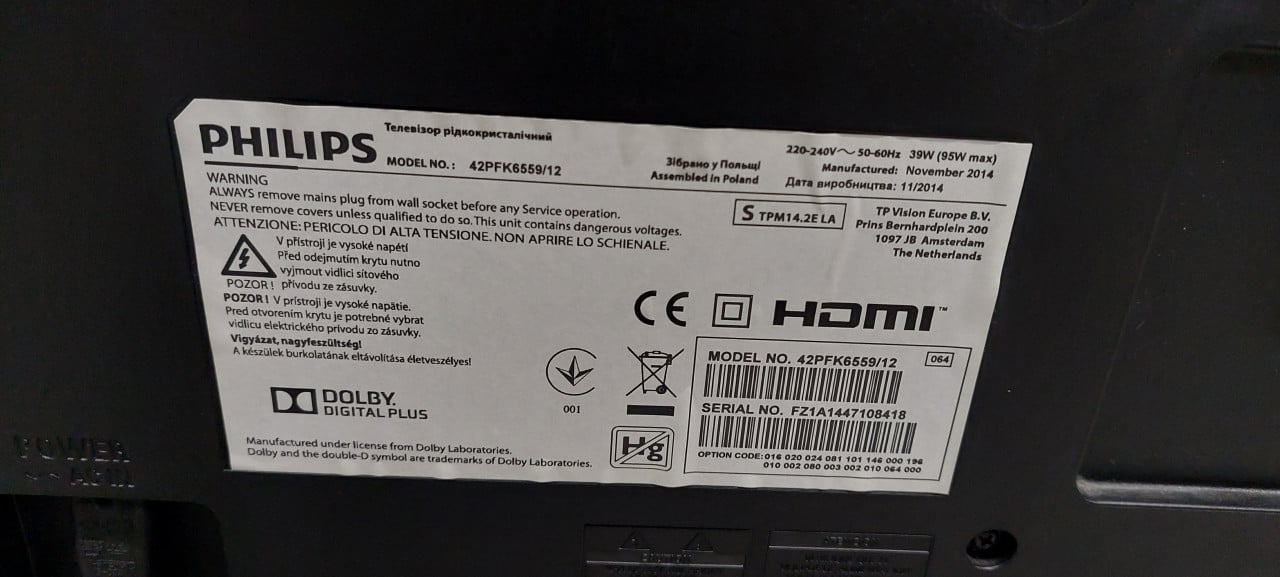 PHILIPS
Телевізор рідкокристалічний
MODEL NO.: 42PFK6559/12
Зібрано у Польщі
Assembled in Poland
220-240V～ 50-60Hz 39W (95W max)
Manufactured: November 2014
Дата виробництва: 11/2014
WARNING
ALWAYS remove mains plug from wall socket before any Service operation.
NEVER remove covers unless qualified to do so. This unit contains dangerous voltages.
ATTENZIONE: PERICOLO DI ALTA TENSIONE. NON APRIRE LO SCHIENALE.
S TPM14.2E LA
TP Vision Europe B.V.
Prins Bernhardplein 200
1097 JB Amsterdam
The Netherlands
V přístroji je vysoké napětí
Před odejmutím krytu nutno
vyjmout vidlici síťového
POZOR! přívodu ze zásuvky.
POZOR! V prístroji je vysoké napätie.
Pred otvorením krytu je potrebné vybrat
vidlicu elektrického prívodu zo zásuvky.
Vigyázat, nagyfeszültség!
A készülek burkolatának eltávolítása életveszélyes!
CE
HDMI™
001
DOLBY.
DIGITAL PLUS
Hg
MODEL NO. 42PFK6559/12
064
SERIAL NO. FZ1A1447108418
OPTION CODE:016 020 024 081 101 146 000 196
010 002 080 003 002 010 064 000
Manufactured under license from Dolby Laboratories.
Dolby and the double-D symbol are trademarks of Dolby Laboratories.
POWER
AC IN
CAUTION
ATTENTION